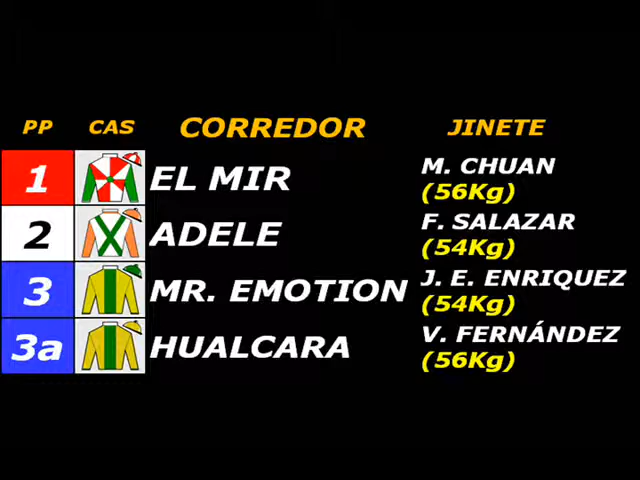 PP CAS CORREDOR JINETE
1 EL MIR M. CHUAN
(56Kg)
2 ADELE F. SALAZAR
(54Kg)
3 MR. EMOTION J. E. ENRIQUEZ
(54Kg)
3a HUALCARA V. FERNÁNDEZ
(56Kg)